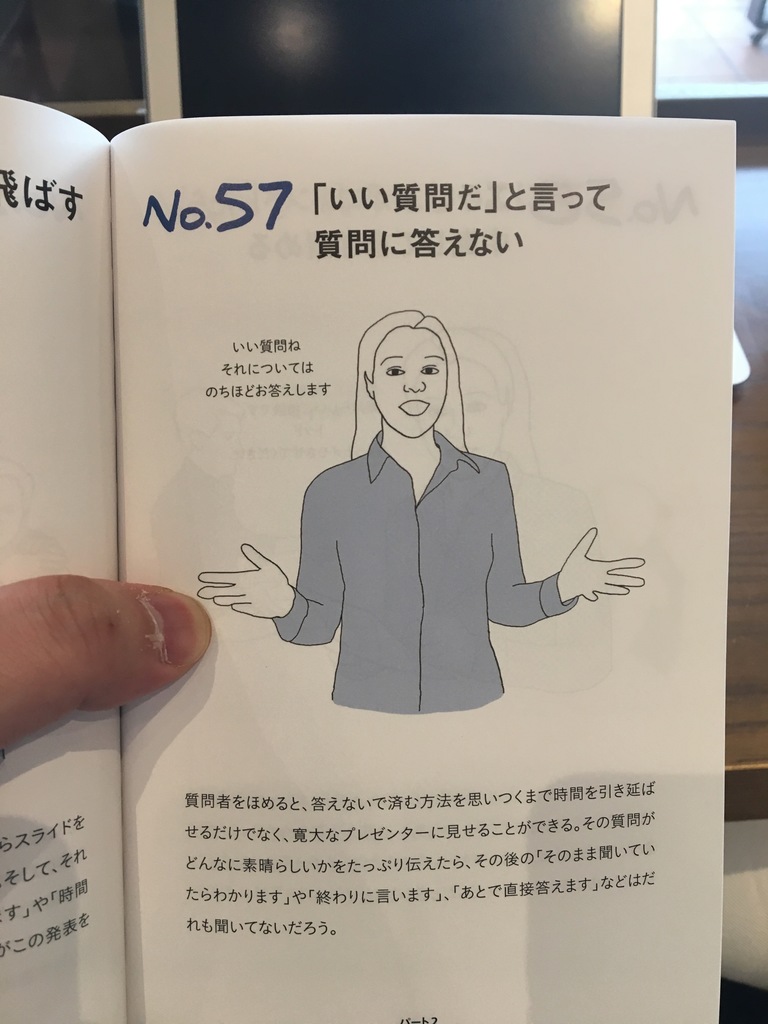 飛ばす
らスライドを
。そして、それ
ます」や「時間
がこの発表を
No.57 「いい質問だ」と言って
質問に答えない
いい質問ね
それについては
のちほどお答えします
質問者をほめると、答えないで済む方法を思いつくまで時間を引き延ば
せるだけでなく、寛大なプレゼンターに見せることができる。その質問が
どんなに素晴らしいかをたっぷり伝えたら、その後の「そのまま聞いてい
たらわかります」や「終わりに言います」、「あとで直接答えます」などはだ
れも聞いてないだろう。
パート2